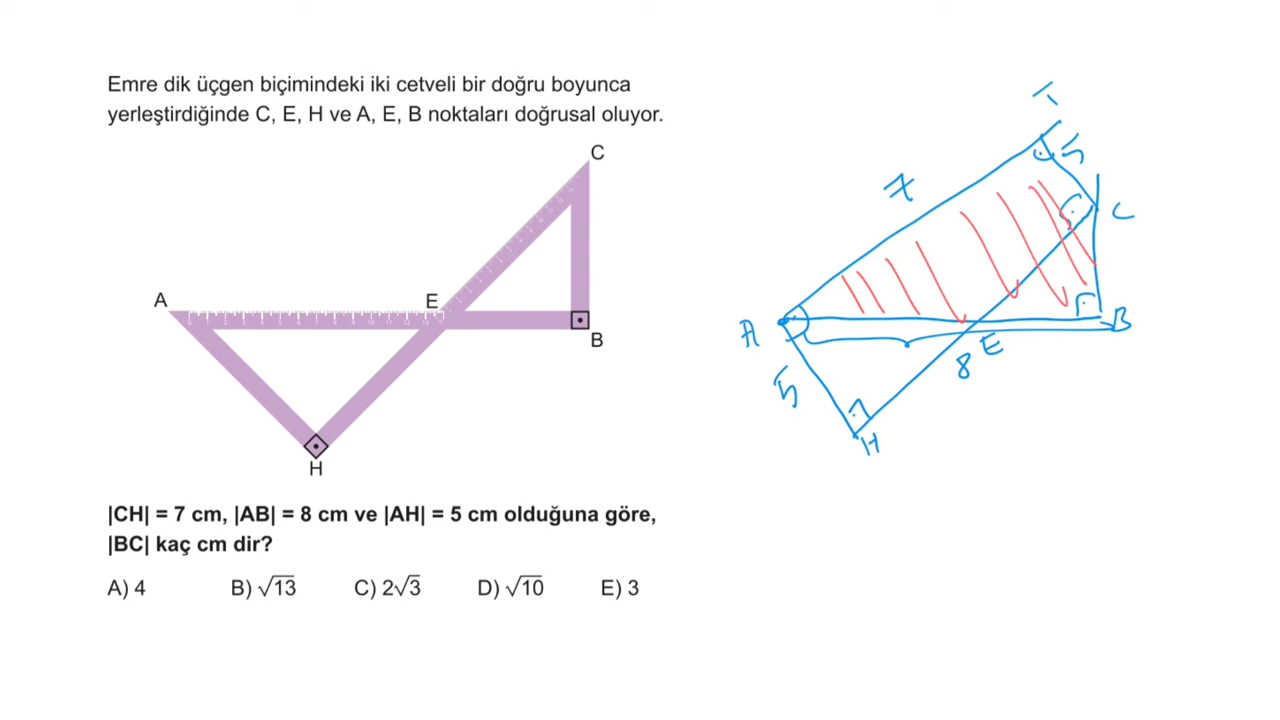 Emre dik üçgen biçimindeki iki cetveli bir doğru boyunca
yerleştirdiğinde C, E, H ve A, E, B noktaları doğrusal oluyor.
C
A
E
B
H
|CH| = 7 cm, |AB| = 8 cm ve |AH| = 5 cm olduğuna göre,
|BC| kaç cm dir?
A) 4 B) √13 C) 2√3 D) √10 E) 3
T
5
7
C
A
B
E
8
5
H